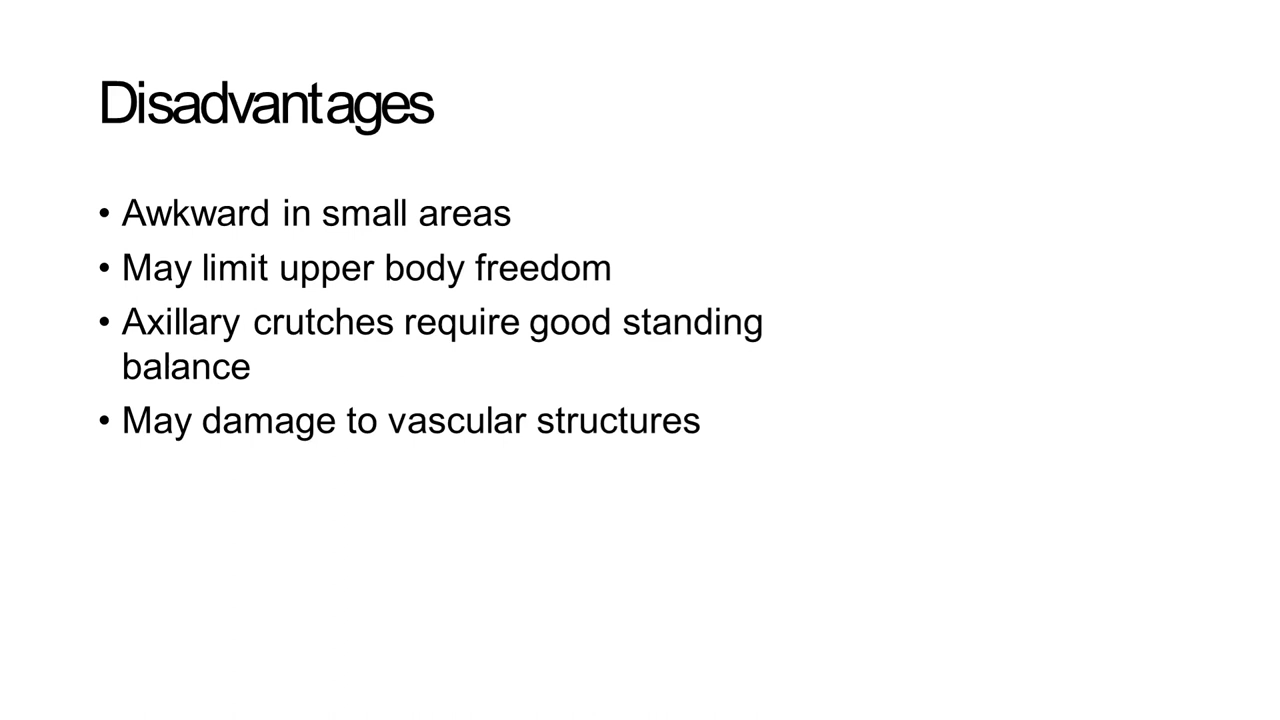 Disadvantages
• Awkward in small areas
• May limit upper body freedom
• Axillary crutches require good standing
balance
• May damage to vascular structures